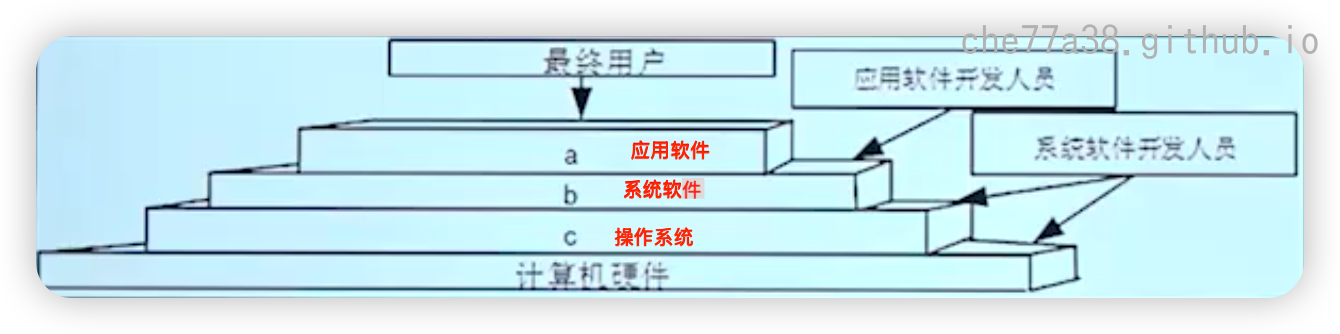 che77a38.github.io
最终用户
应用软件开发人员
系统软件开发人员
a 应用软件
b 系统软件
c 操作系统
计算机硬件